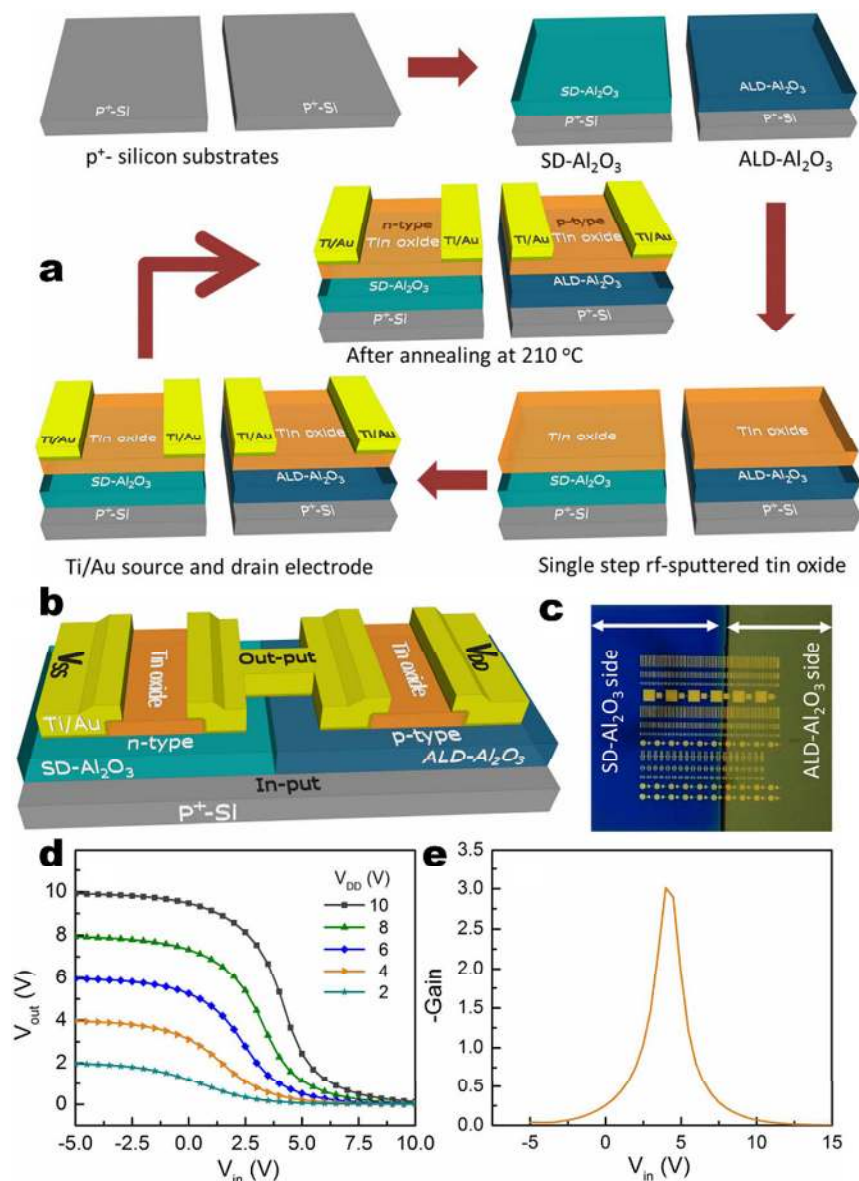 P⁺-Si
P⁺-Si
p⁺- silicon substrates
SD-Al₂O₃
P⁺-Si
SD-Al₂O₃
ALD-Al₂O₃
P⁺-Si
ALD-Al₂O₃
a
Ti/Au
n-type
Tin oxide
Ti/Au
SD-Al₂O₃
P⁺-Si
Ti/Au
p-type
Tin oxide
Ti/Au
ALD-Al₂O₃
P⁺-Si
After annealing at 210 °C
Ti/Au
Tin oxide
Ti/Au
SD-Al₂O₃
P⁺-Si
Ti/Au
Tin oxide
Ti/Au
ALD-Al₂O₃
P⁺-Si
Ti/Au source and drain electrode
Tin oxide
SD-Al₂O₃
P⁺-Si
Tin oxide
ALD-Al₂O₃
P⁺-Si
Single step rf-sputtered tin oxide
b
VSS
Tin oxide
Out-put
Tin oxide
VDD
Ti/Au
n-type
p-type
SD-Al₂O₃
ALD-Al₂O₃
In-put
P⁺-Si
c
SD-Al₂O₃ side
ALD-Al₂O₃ side
d
V_DD (V)
10
8
6
4
2
V_out (V)
10
8
6
4
2
0
-5.0 -2.5 0.0 2.5 5.0 7.5 10.0
V_in (V)
e
-Gain
3.5
3.0
2.5
2.0
1.5
1.0
0.5
0.0
-5 0 5 10 15
V_in (V)